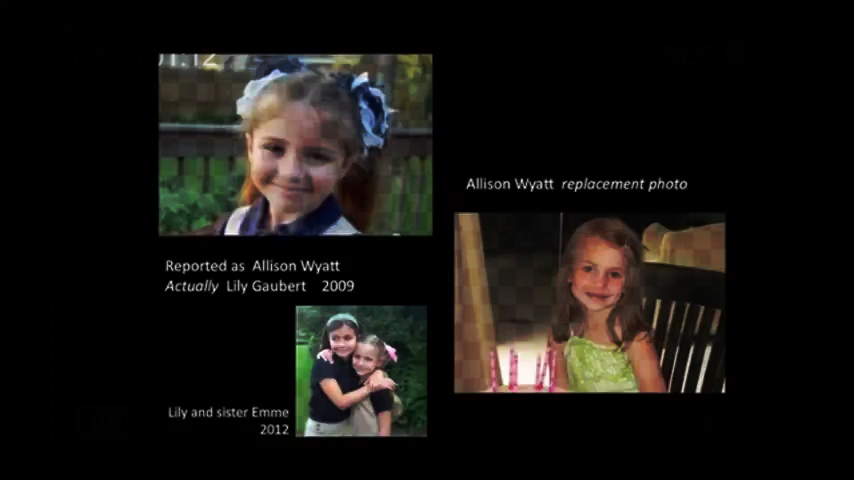 Reported as Allison Wyatt
Actually Lily Gaubert 2009
Lily and sister Emme
2012
Allison Wyatt replacement photo